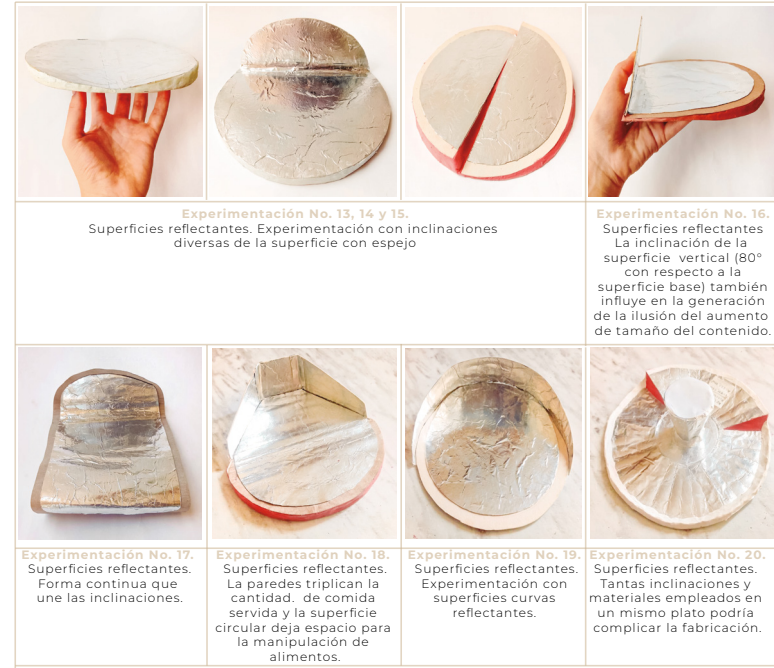 Experimentación No. 13, 14 y 15.
Superficies reflectantes. Experimentación con inclinaciones
diversas de la superficie con espejo
Experimentación No. 16.
Superficies reflectantes
La inclinación de la
superficie vertical (80°
con respecto a la
superficie base) también
influye en la generación
de la ilusión del aumento
de tamaño del contenido.
Experimentación No. 17.
Superficies reflectantes.
Forma continua que
une las inclinaciones.
Experimentación No. 18.
Superficies reflectantes.
La paredes triplican la
cantidad. de comida
servida y la superficie
circular deja espacio para
la manipulación de
alimentos.
Experimentación No. 19.
Superficies reflectantes.
Experimentación con
superficies curvas
reflectantes.
Experimentación No. 20.
Superficies reflectantes.
Tantas inclinaciones y
materiales empleados en
un mismo plato podría
complicar la fabricación.